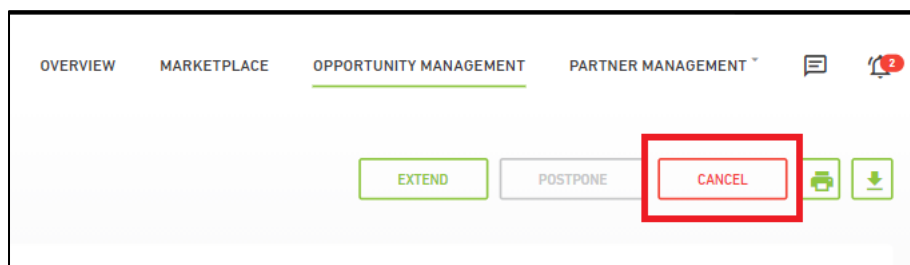 OVERVIEW MARKETPLACE OPPORTUNITY MANAGEMENT PARTNER MANAGEMENT 2
EXTEND POSTPONE CANCEL